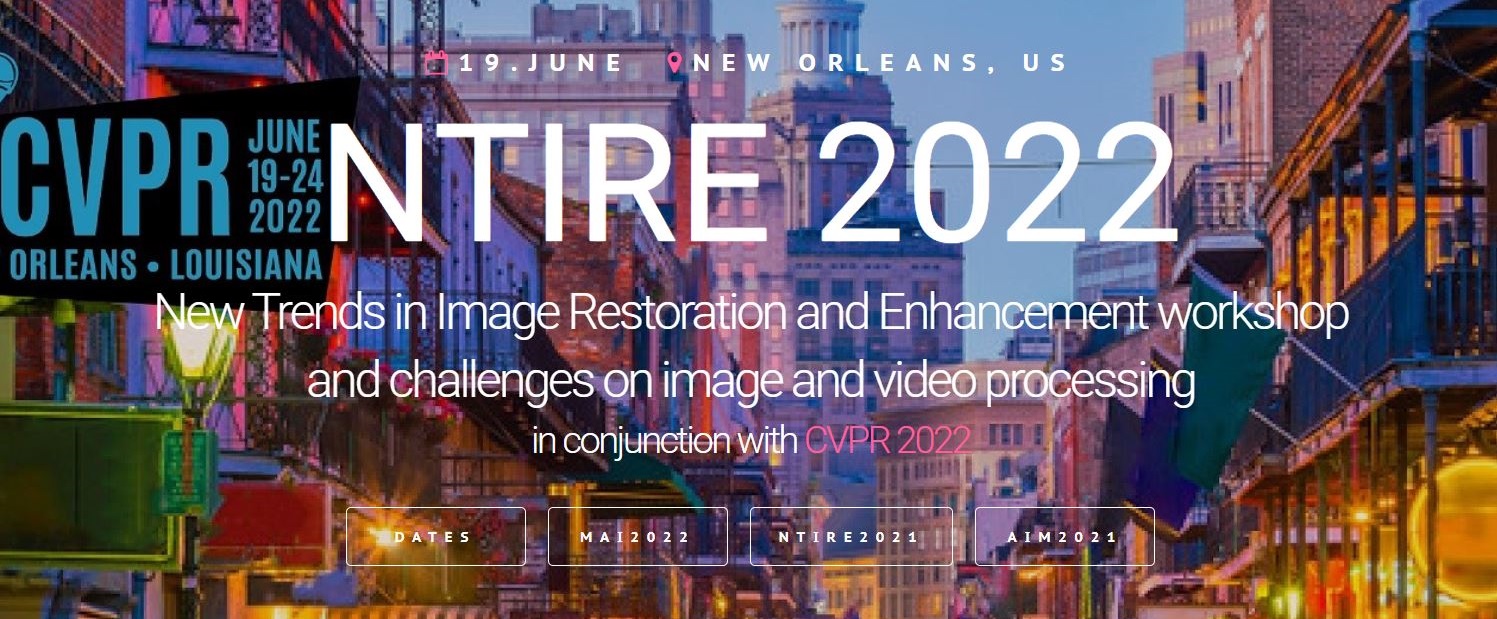 19.JUNE NEW ORLEANS, US
CVPR JUNE
19-24
2022
ORLEANS • LOUISIANA
NTIRE 2022
New Trends in Image Restoration and Enhancement workshop
and challenges on image and video processing
in conjunction with CVPR 2022
DATES MAI2022 NTIRE2021 AIM2021